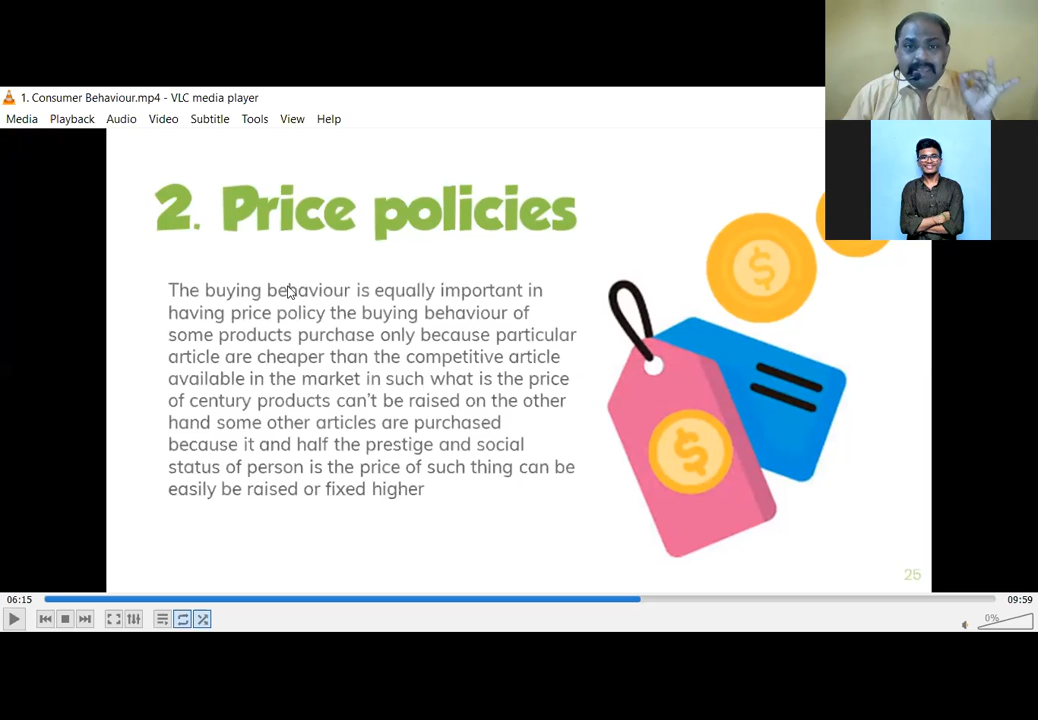 1. Consumer Behaviour.mp4 - VLC media player
Media Playback Audio Video Subtitle Tools View Help
2. Price policies
The buying behaviour is equally important in
having price policy the buying behaviour of
some products purchase only because particular
article are cheaper than the competitive article
available in the market in such what is the price
of century products can't be raised on the other
hand some other articles are purchased
because it and half the prestige and social
status of person is the price of such thing can be
easily be raised or fixed higher
$
$
25
06:15
09:59
0%